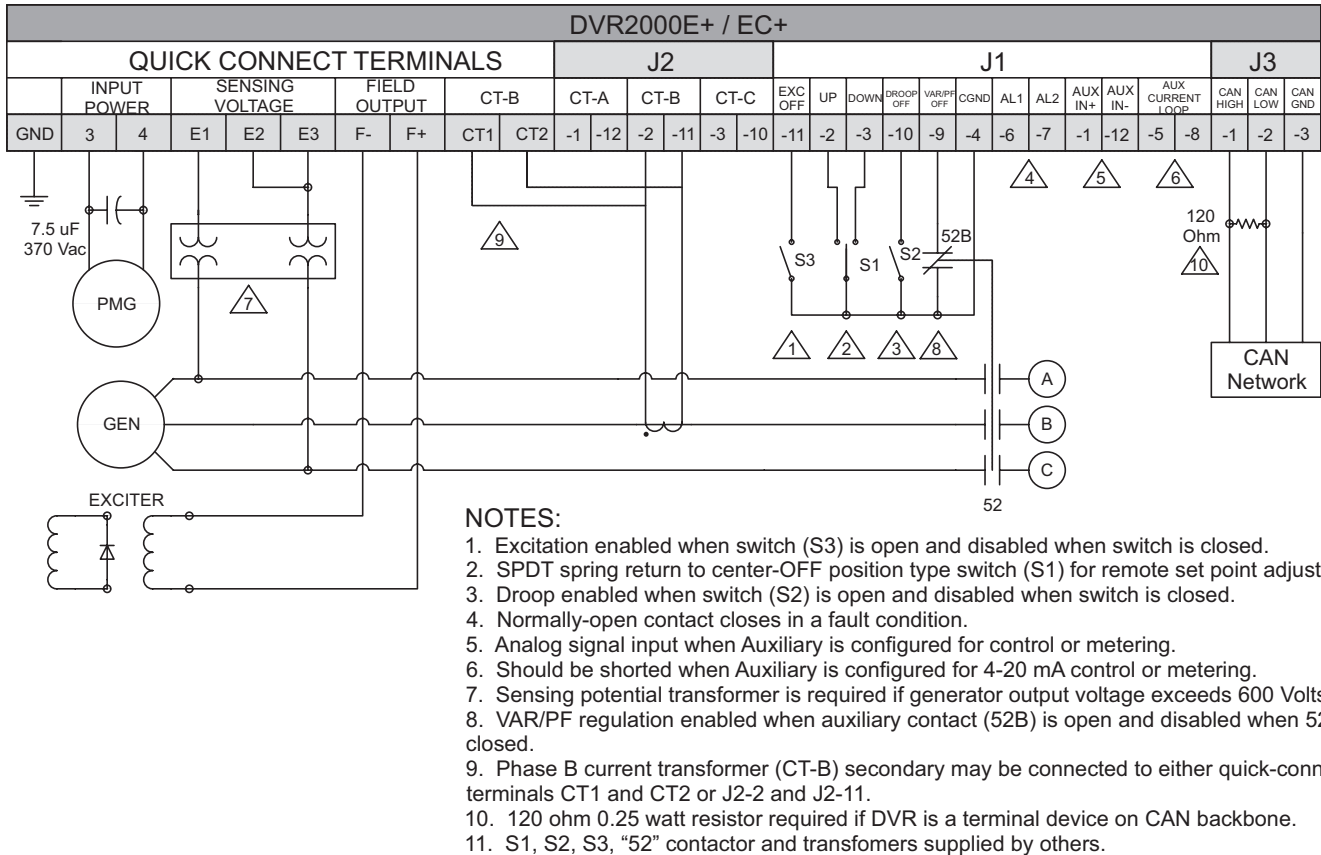 DVR2000E+ / EC+
QUICK CONNECT TERMINALS J2 J1 J3
INPUT POWER SENSING VOLTAGE FIELD OUTPUT CT-B CT-A CT-B CT-C EXC OFF UP DOWN DROOP OFF VAR/PF OFF CGND AL1 AL2 AUX IN+ AUX IN- AUX CURRENT LOOP CAN HIGH CAN LOW CAN GND
GND 3 4 E1 E2 E3 F- F+ CT1 CT2 -1 -12 -2 -11 -3 -10 -11 -2 -3 -10 -9 -4 -6 -7 -1 -12 -5 -8 -1 -2 -3
4 5 6
7.5 uF
370 Vac
9
120
Ohm
10
52B
S3 S1 S2
PMG
7
1 2 3 8
CAN
Network
A
GEN
B
C
52
EXCITER
NOTES:
1. Excitation enabled when switch (S3) is open and disabled when switch is closed.
2. SPDT spring return to center-OFF position type switch (S1) for remote set point adjust
3. Droop enabled when switch (S2) is open and disabled when switch is closed.
4. Normally-open contact closes in a fault condition.
5. Analog signal input when Auxiliary is configured for control or metering.
6. Should be shorted when Auxiliary is configured for 4-20 mA control or metering.
7. Sensing potential transformer is required if generator output voltage exceeds 600 Volts
8. VAR/PF regulation enabled when auxiliary contact (52B) is open and disabled when 52
closed.
9. Phase B current transformer (CT-B) secondary may be connected to either quick-conn
terminals CT1 and CT2 or J2-2 and J2-11.
10. 120 ohm 0.25 watt resistor required if DVR is a terminal device on CAN backbone.
11. S1, S2, S3, “52” contactor and transfomers supplied by others.